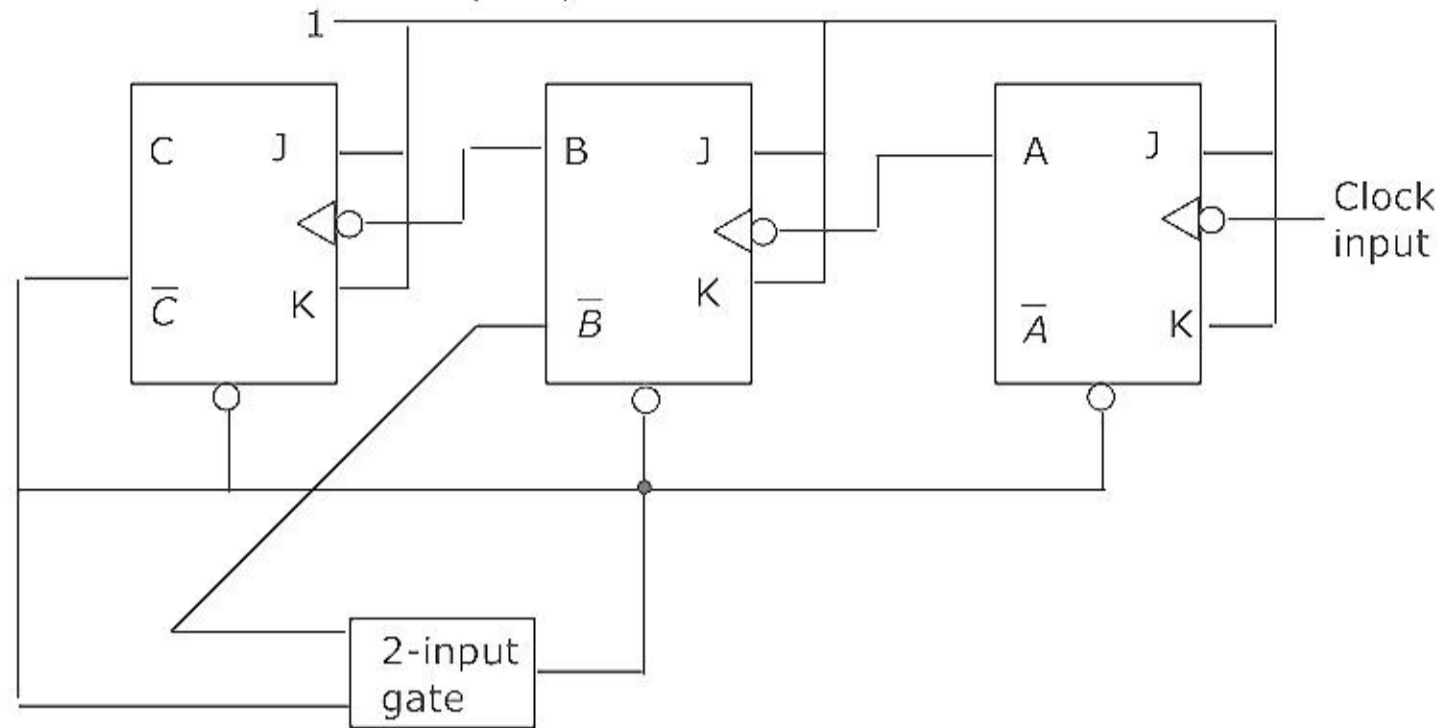 1
C J
K
C̅
B J
K
B̅
A J
K
A̅
Clock
input
2-input
gate